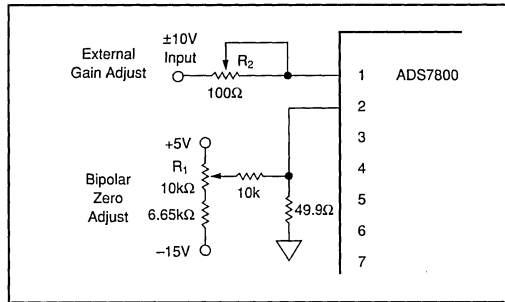 External
Gain Adjust
±10V
Input
R2
100Ω
1
ADS7800
2
3
4
5
6
7
+5V
R1
10kΩ
6.65kΩ
–15V
10k
49.9Ω
Bipolar
Zero
Adjust